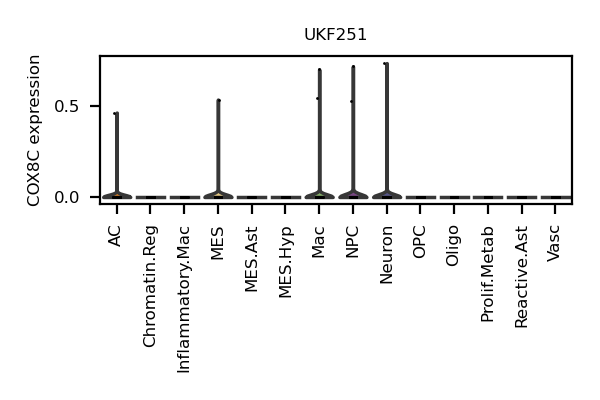 UKF251
COX8C expression
0.5
0.0
AC
Chromatin.Reg
Inflammatory.Mac
MES
MES.Ast
MES.Hyp
Mac
NPC
Neuron
OPC
Oligo
Prolif.Metab
Reactive.Ast
Vasc